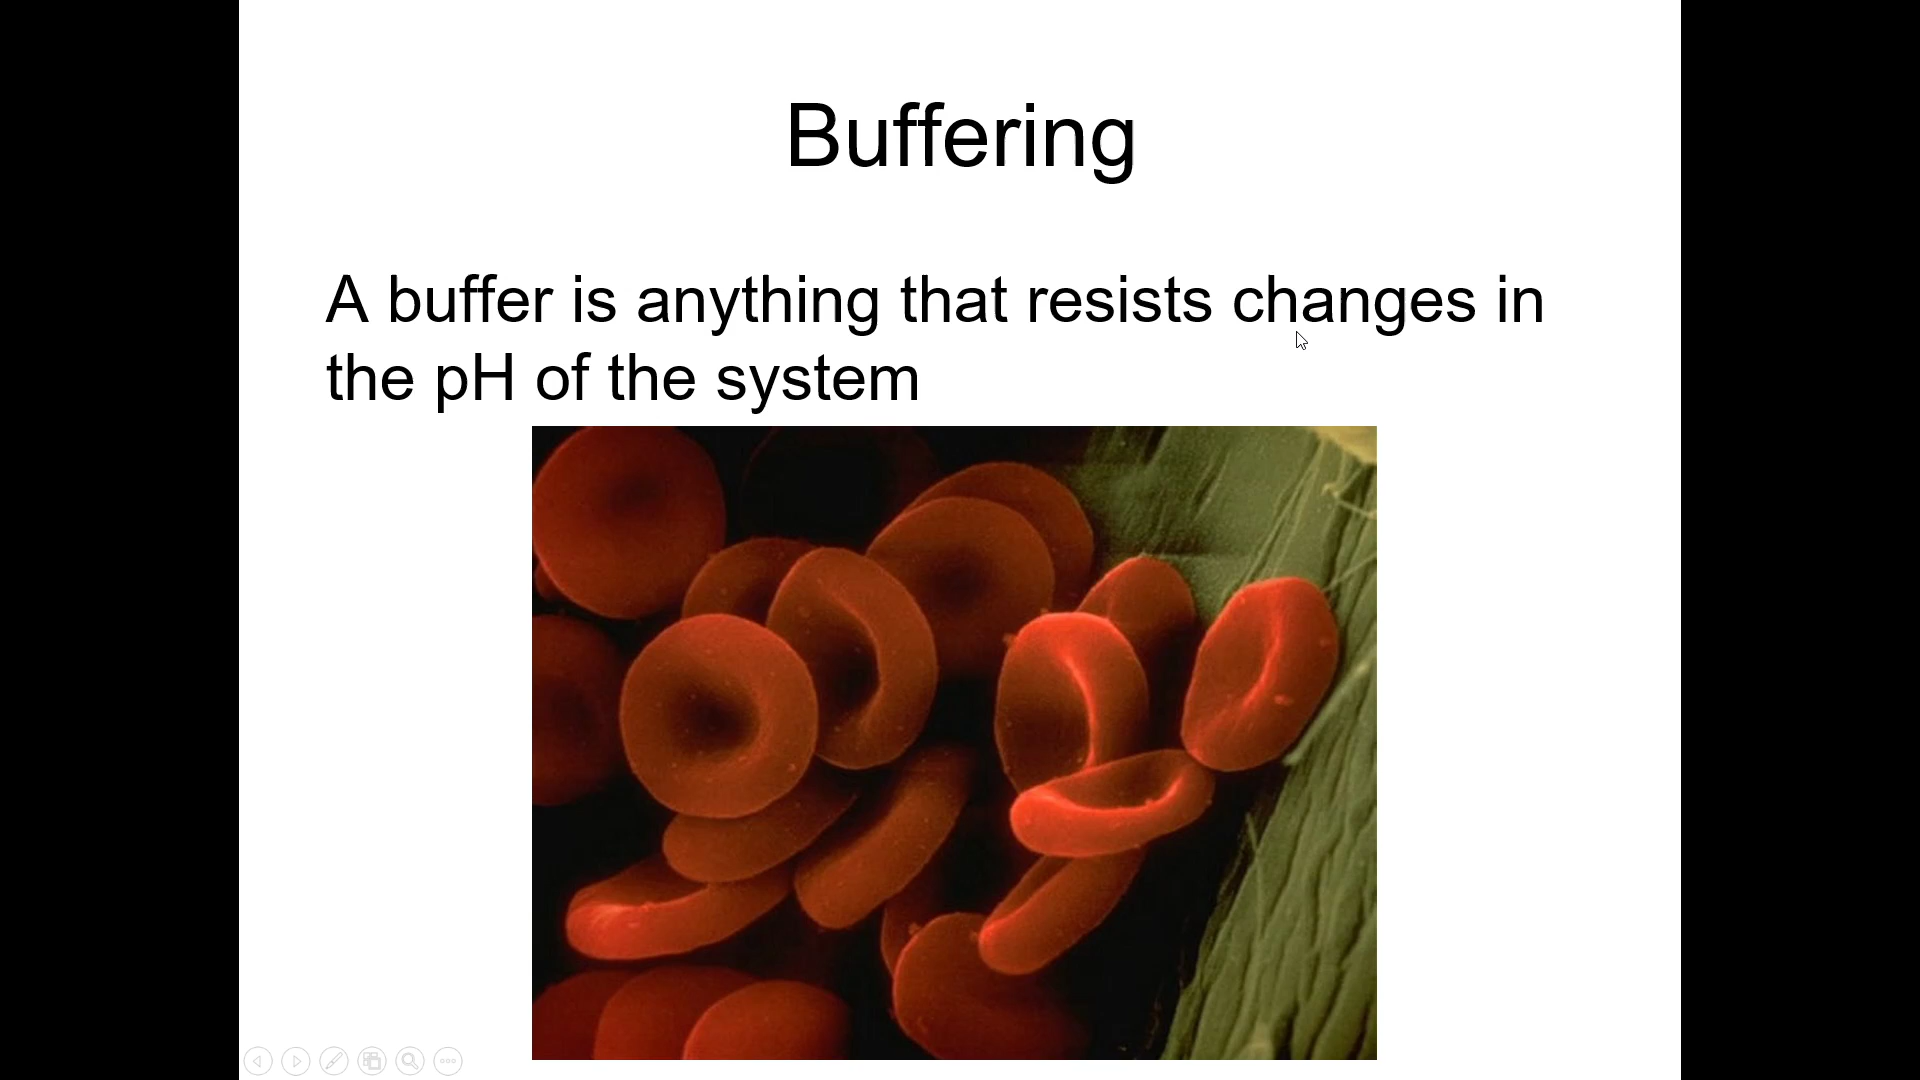 Buffering
A buffer is anything that resists changes in
the pH of the system